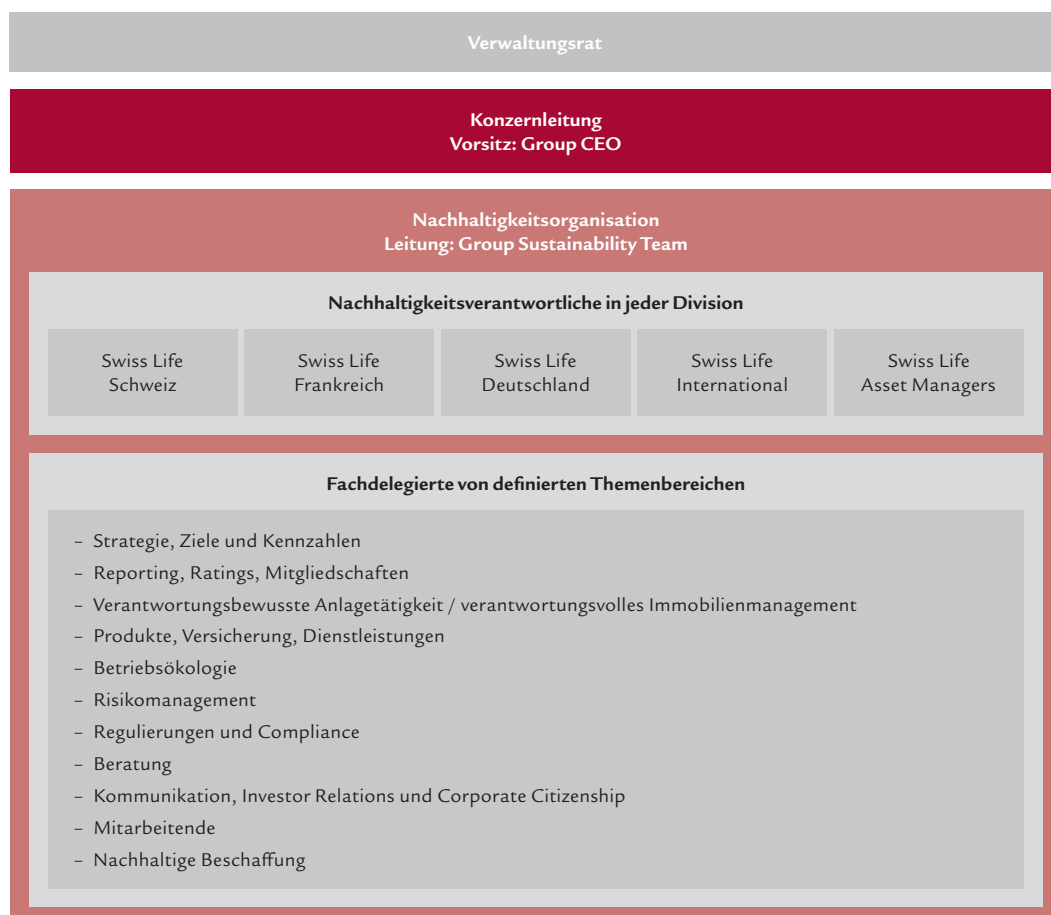 Verwaltungsrat
Konzernleitung
Vorsitz: Group CEO
Nachhaltigkeitsorganisation
Leitung: Group Sustainability Team
Nachhaltigkeitsverantwortliche in jeder Division
Swiss Life
Schweiz
Swiss Life
Frankreich
Swiss Life
Deutschland
Swiss Life
International
Swiss Life
Asset Managers
Fachdelegierte von definierten Themenbereichen
– Strategie, Ziele und Kennzahlen
– Reporting, Ratings, Mitgliedschaften
– Verantwortungsbewusste Anlagetätigkeit / verantwortungsvolles Immobilienmanagement
– Produkte, Versicherung, Dienstleistungen
– Betriebsökologie
– Risikomanagement
– Regulierungen und Compliance
– Beratung
– Kommunikation, Investor Relations und Corporate Citizenship
– Mitarbeitende
– Nachhaltige Beschaffung